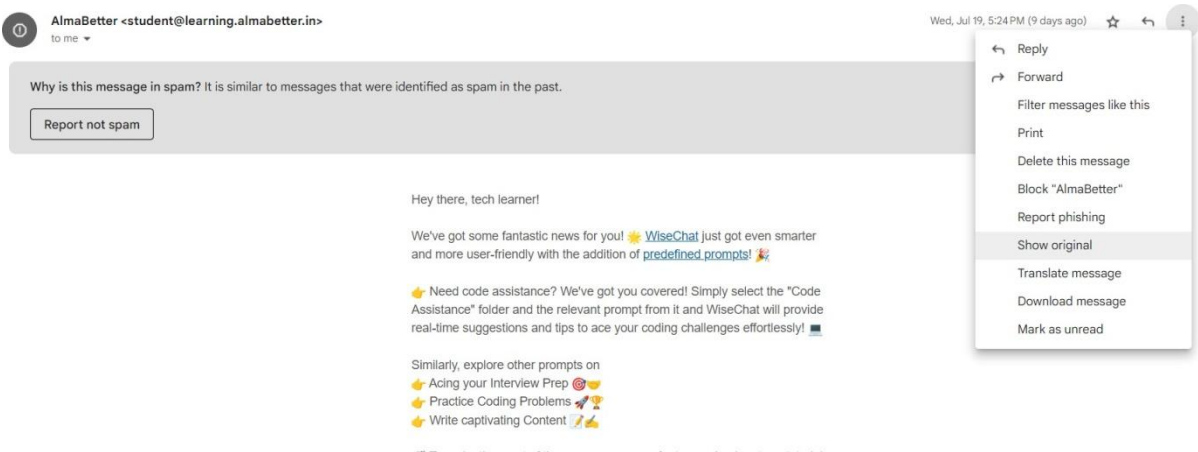 AlmaBetter <student@learning.almabetter.in>
Wed, Jul 19, 5:24 PM (9 days ago)
to me
Why is this message in spam? It is similar to messages that were identified as spam in the past.
Report not spam
Reply
Forward
Filter messages like this
Print
Delete this message
Block "AlmaBetter"
Report phishing
Show original
Translate message
Download message
Mark as unread
Hey there, tech learner!
We've got some fantastic news for you! 🌟 WiseChat just got even smarter
and more user-friendly with the addition of predefined prompts! 🎉
👉 Need code assistance? We've got you covered! Simply select the "Code
Assistance" folder and the relevant prompt from it and WiseChat will provide
real-time suggestions and tips to ace your coding challenges effortlessly! 💻
Similarly, explore other prompts on
👉 Acing your Interview Prep 🎯🤝
👉 Practice Coding Problems 🚀🏆
👉 Write captivating Content 📝✍️